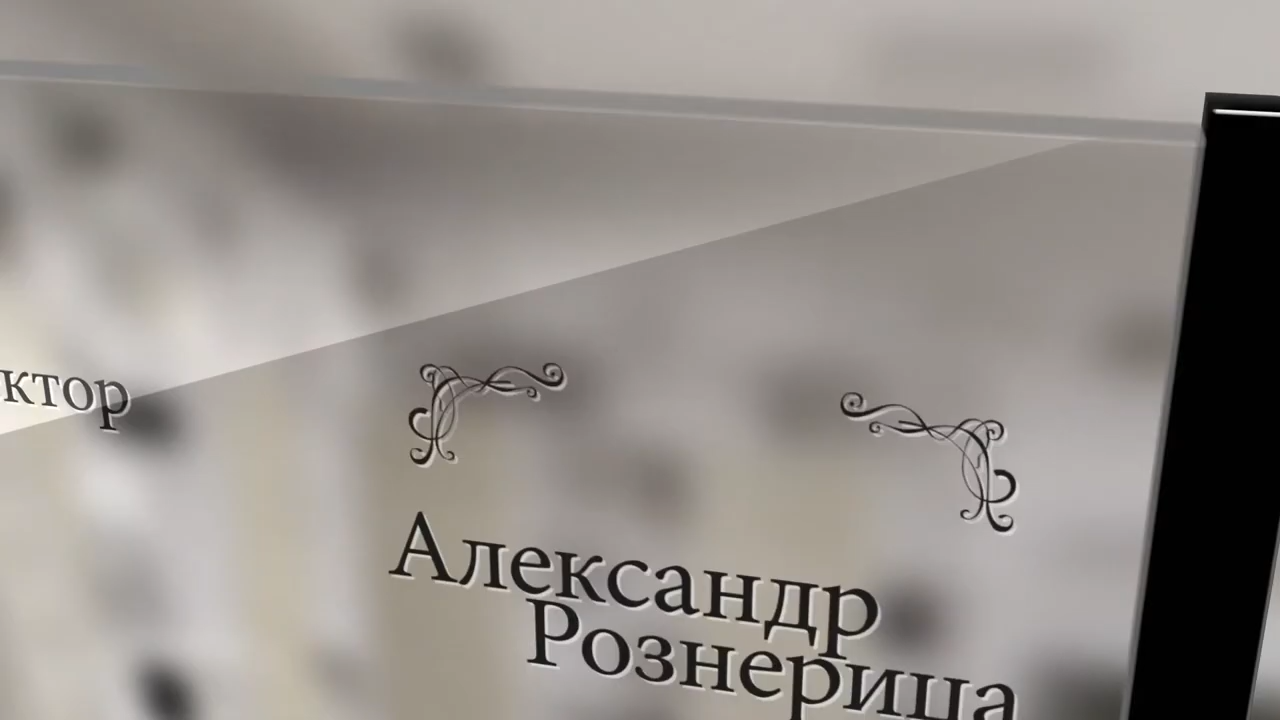 ктор
Александр
Рознерица